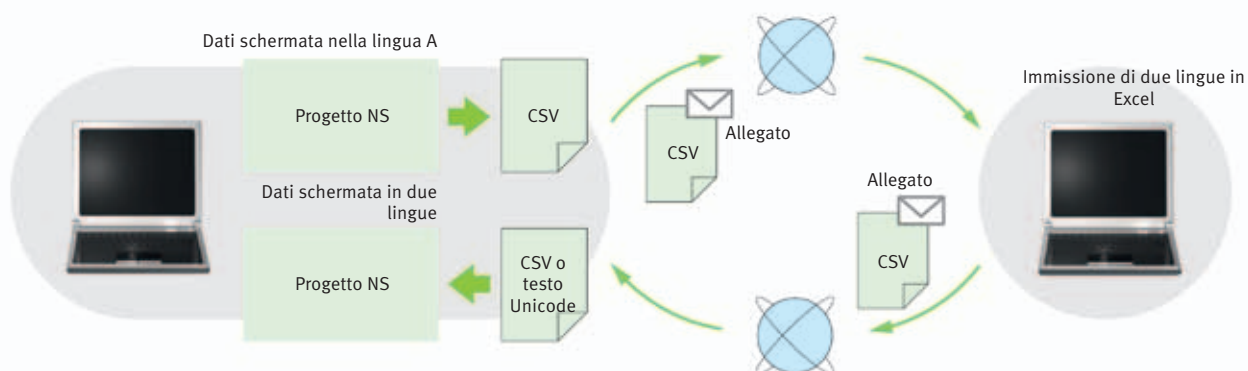 Dati schermata nella lingua A
Progetto NS
CSV
CSV
Allegato
Immissione di due lingue in
Excel
Dati schermata in due
lingue
Progetto NS
CSV o
testo
Unicode
Allegato
CSV